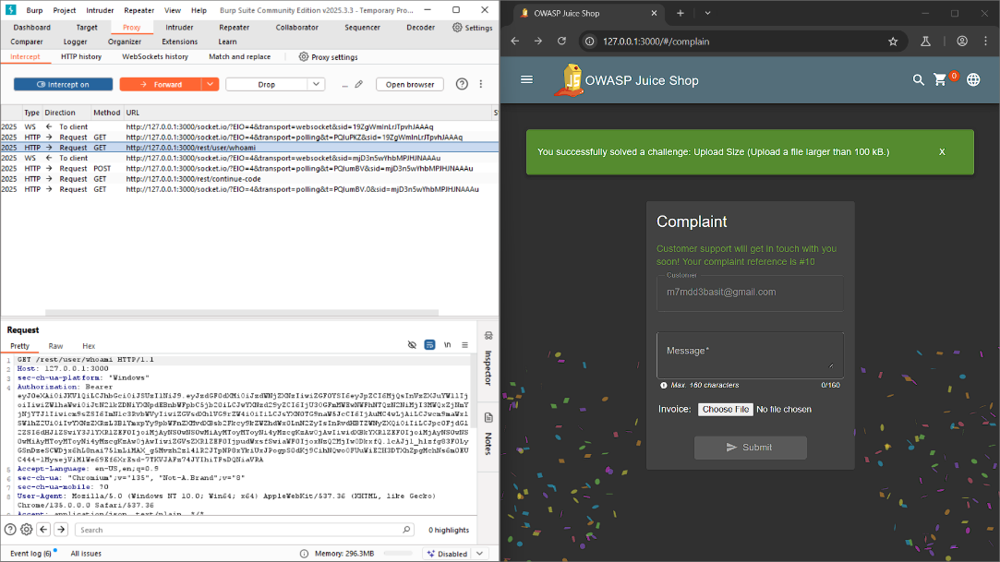 Burp Project Intruder Repeater View Help Burp Suite Community Edition v2025.3.3 - Temporary Pro...
Dashboard Target Proxy Intruder Repeater Collaborator Sequencer Decoder Settings
Comparer Logger Organizer Extensions Learn
Intercept HTTP history WebSockets history Match and replace Proxy settings
Intercept on Forward Drop ... Open browser
Type Direction Method URL
2025 WS To client http://127.0.0.1:3000/socket.io/?EIO=4&transport=websocket&sid=19ZgWmInLrJTpvhJAAAq
2025 HTTP Request GET http://127.0.0.1:3000/socket.io/?EIO=4&transport=polling&t=PQIuPKZ&sid=19ZgWmInLrJTpvhJAAAq
2025 HTTP Request GET http://127.0.0.1:3000/rest/user/whoami
2025 WS To client http://127.0.0.1:3000/socket.io/?EIO=4&transport=websocket&sid=mjD3n5wYhbMPJHJNAAAu
2025 HTTP Request POST http://127.0.0.1:3000/socket.io/?EIO=4&transport=polling&t=PQIumBV&sid=mjD3n5wYhbMPJHJNAAAu
2025 HTTP Request GET http://127.0.0.1:3000/rest/continue-code
2025 HTTP Request GET http://127.0.0.1:3000/socket.io/?EIO=4&transport=polling&t=PQIumBV.0&sid=mjD3n5wYhbMPJHJNAAAu
Request
Pretty Raw Hex \n
1 GET /rest/user/whoami HTTP/1.1
2 Host: 127.0.0.1:3000
3 sec-ch-ua-platform: "Windows"
4 Authorization: Bearer
5 Accept-Language: en-US,en;q=0.9
6 sec-ch-ua: "Chromium";v="135", "Not-A.Brand";v="8"
7 sec-ch-ua-mobile: ?0
8 User-Agent: Mozilla/5.0 (Windows NT 10.0; Win64; x64) AppleWebKit/537.36 (KHTML, like Gecko)
Chrome/135.0.0.0 Safari/537.36
Accept: application/json, text/plain, */*
Inspector
Notes
Search 0 highlights
Event log (6) All issues Memory: 296.3MB Disabled
OWASP Juice Shop
127.0.0.1:3000/#/complain
OWASP Juice Shop 0
You successfully solved a challenge: Upload Size (Upload a file larger than 100 kB.) X
Complaint
Customer support will get in touch with you
soon! Your complaint reference is #10
Customer
m7mdd3basit@gmail.com
Message*
Max. 160 characters 0/160
Invoice: Choose File No file chosen
Submit